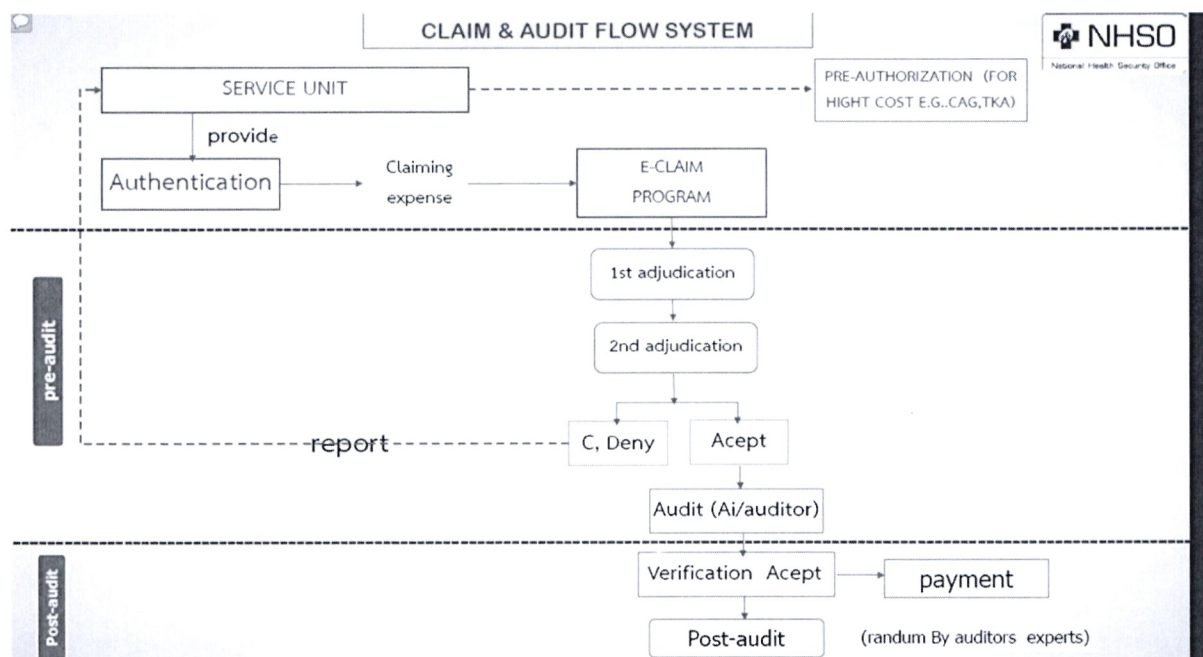 CLAIM & AUDIT FLOW SYSTEM
NHSO
National Health Security Office
SERVICE UNIT
PRE-AUTHORIZATION (FOR
HIGHT COST E.G..CAG,TKA)
provide
Authentication
Claiming
expense
E-CLAIM
PROGRAM
pre-audit
1st adjudication
2nd adjudication
report
C, Deny
Acept
Audit (Ai/auditor)
Post-audit
Verification Acept
payment
Post-audit
(randum By auditors experts)